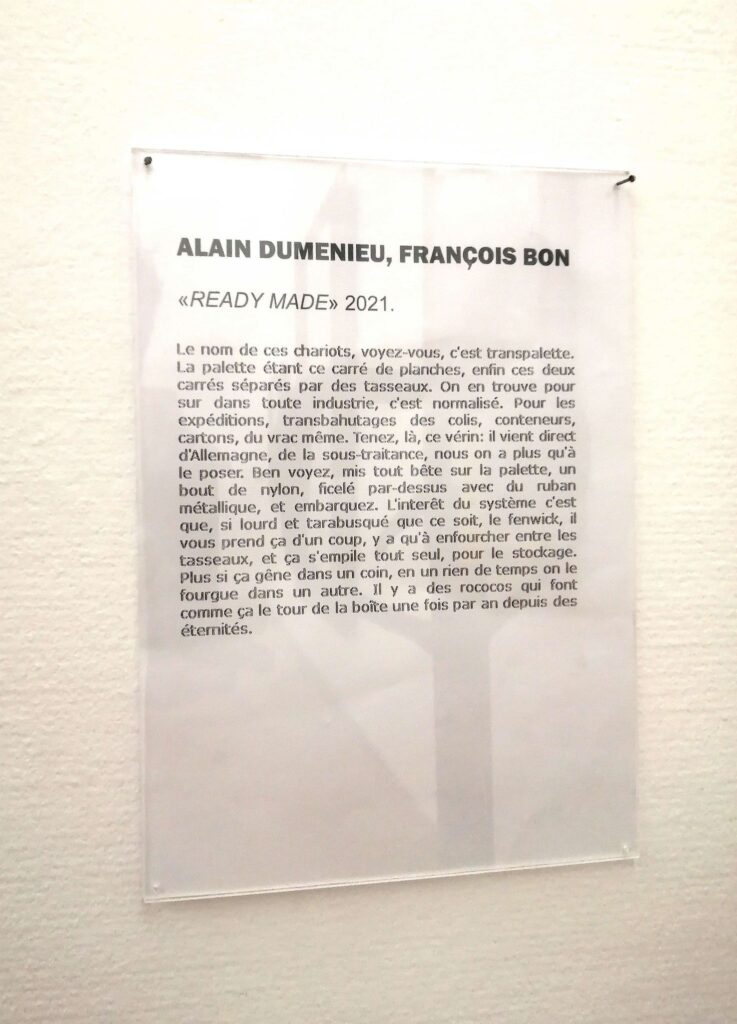 ALAIN DUMENIEU, FRANÇOIS BON
«READY MADE» 2021.
Le nom de ces chariots, voyez-vous, c'est transpalette.
La palette étant ce carré de planches, enfin ces deux
carrés séparés par des tasseaux. On en trouve pour
sur dans toute industrie, c'est normalisé. Pour les
expéditions, transbahutages des colis, conteneurs,
cartons, du vrac même. Tenez, là, ce vérin: il vient direct
d'Allemagne, de la sous-traitance, nous on a plus qu'à
le poser. Ben voyez, mis tout bête sur la palette, un
bout de nylon, ficelé par-dessus avec du ruban
métallique, et embarquez. L'interêt du système c'est
que, si lourd et tarabusqué que ce soit, le fenwick, il
vous prend ça d'un coup, y a qu'à enfourcher entre les
tasseaux, et ça s'empile tout seul, pour le stockage.
Plus si ça gêne dans un coin, en un rien de temps on le
fourgue dans un autre. Il y a des rococos qui font
comme ça le tour de la boîte une fois par an depuis des
éternités.